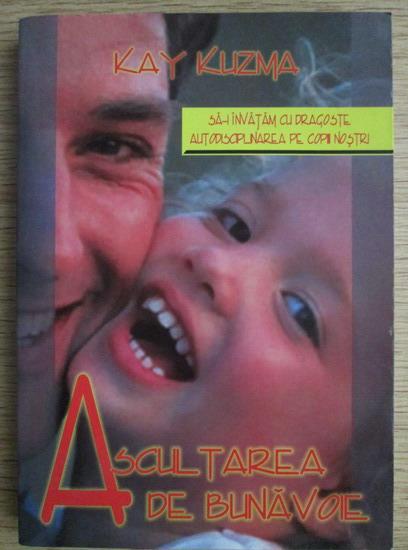 KAY KUZMA
SĂ-I ÎNVĂȚĂM CU DRAGOSTE
AUTODISCIPLINAREA PE COPIII NOȘTRI
ASCULTAREA
DE BUNĂVOIE